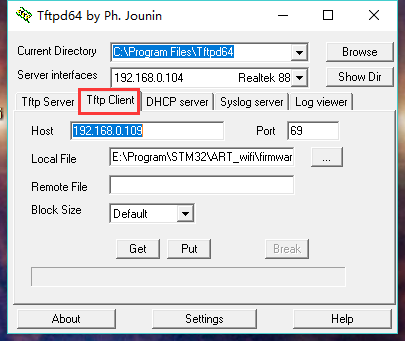 Tftpd64 by Ph. Jounin
Current Directory C:\Program Files\Tftpd64 Browse
Server interfaces 192.168.0.104 Realtek 88 Show Dir
Tftp Server Tftp Client DHCP server Syslog server Log viewer
Host 192.168.0.109 Port 69
Local File E:\Program\STM32\ART_wifi\firmwar ...
Remote File
Block Size Default
Get Put Break
About Settings Help